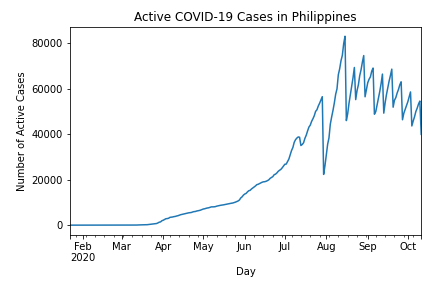 Active COVID-19 Cases in Philippines
Number of Active Cases
80000
60000
40000
20000
0
Feb Mar Apr May Jun Jul Aug Sep Oct
2020
Day